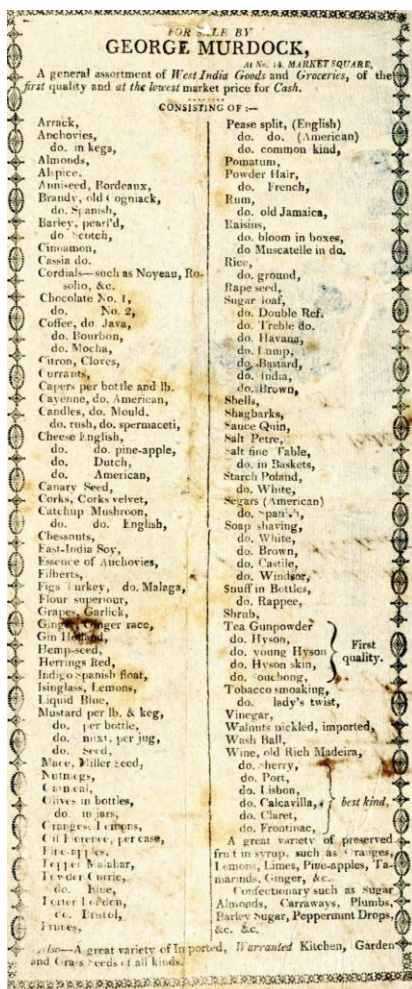 FOR SALE BY
GEORGE MURDOCK,
At No. 14. MARKET SQUARE,
A general assortment of West India Goods and Groceries, of the
first quality and at the lowest market price for Cash.
CONSISTING OF :—
Arrack,
Anchovies,
do. in kegs,
Almonds,
Alspice,
Anniseed, Bordeaux,
Brandy, old Cogniack,
do. Spanish,
Barley, pearl'd,
do Scotch,
Cinnamon,
Cassia do.
Cordials—such as Noyeau, Ro-
solio, &c.
Chocolate No. 1,
do. No. 2,
Coffee, do Java,
do. Bourbon,
do. Mocha,
Citron, Cloves,
Currants,
Capers per bottle and lb.
Cayenne, do. American,
Candles, do. Mould.
do. rush, do. spermaceti,
Cheese English,
do. do. pine-apple,
do. Dutch,
do. American,
Canary Seed,
Corks, Corks velvet,
Catchup Mushroon,
do. do. English,
Chessnuts,
East-India Soy,
Essence of Anchovies,
Filberts,
Figs Turkey, do. Malaga,
Flour superiour,
Grapes, Garlick,
Ginger, Ginger race,
Gin Holland,
Hemp-seed,
Herrings Red,
Indigo Spanish float,
Isinglass, Lemons,
Liquid Blue,
Mustard per lb. & keg,
do. per bottle,
do. mixt, per jug,
do. Seed,
Mace, Miller Seed,
Nutmegs,
Oatmeal,
Olives in bottles,
do. in jars,
Oranges, Lemons,
Oil Florence, per case,
Pine-apples,
Pepper Malabar,
Powder Currie,
do. Blue,
Porter London,
do. Bristol,
Prunes,
Pease split, (English)
do. do. (American)
do. common kind,
Pomatum,
Powder Hair,
do. French,
Rum,
do. old Jamaica,
Raisins,
do. bloom in boxes,
do Muscatelle in do.
Rice,
do. ground,
Rape seed,
Sugar loaf,
do. Double Ref.
do. Treble do.
do. Havana,
do. Lump,
do. Bastard,
do. India,
do. Brown,
Shells,
Shagbarks,
Sauce Quin,
Salt Petre,
Salt fine Table,
do. in Baskets,
Starch Poland,
do. White,
Segars (American)
do. Spanish,
Soap shaving,
do. White,
do. Brown,
do. Castile,
do. Windsor,
Snuff in Bottles,
do. Rappee,
Shrub,
Tea Gunpowder
do. Hyson,
do. young Hyson
do. Hyson skin,
do. Souchong,
First
quality.
Tobacco smoaking,
do. lady's twist,
Vinegar,
Walnuts pickled, imported,
Wash Ball,
Wine, old Rich Madeira,
do. Sherry,
do. Port,
do. Lisbon,
do. Calcavilla,
do. Claret,
do. Frontinac,
best kind,
A great variety of preserved
fruit in syrup, such as Oranges,
Lemons, Limes, Pine-apples, Ta-
marinds, Ginger, &c.
Confectionary such as Sugar
Almonds, Carraways, Plumbs,
Barley Sugar, Peppermint Drops,
&c. &c.
Also—A great variety of Imported, Warranted Kitchen, Garden
and Grass Seeds of all kinds.